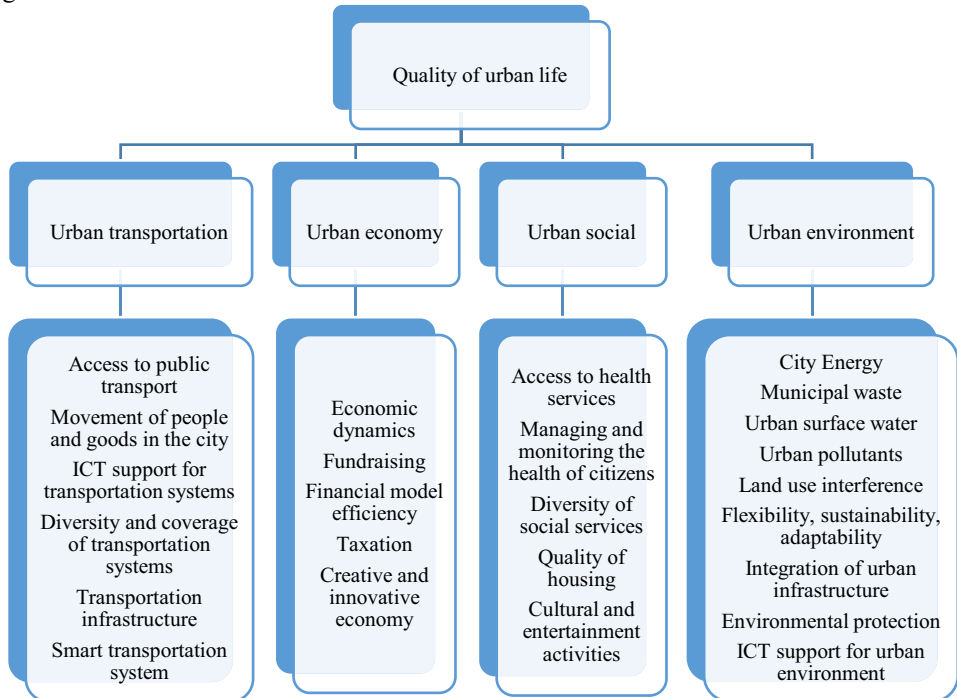 Quality of urban life
Urban transportation
Urban economy
Urban social
Urban environment
Access to public
transport
Movement of people
and goods in the city
ICT support for
transportation systems
Diversity and coverage
of transportation
systems
Transportation
infrastructure
Smart transportation
system
Economic
dynamics
Fundraising
Financial model
efficiency
Taxation
Creative and
innovative
economy
Access to health
services
Managing and
monitoring the
health of citizens
Diversity of
social services
Quality of
housing
Cultural and
entertainment
activities
City Energy
Municipal waste
Urban surface water
Urban pollutants
Land use interference
Flexibility, sustainability,
adaptability
Integration of urban
infrastructure
Environmental protection
ICT support for urban
environment